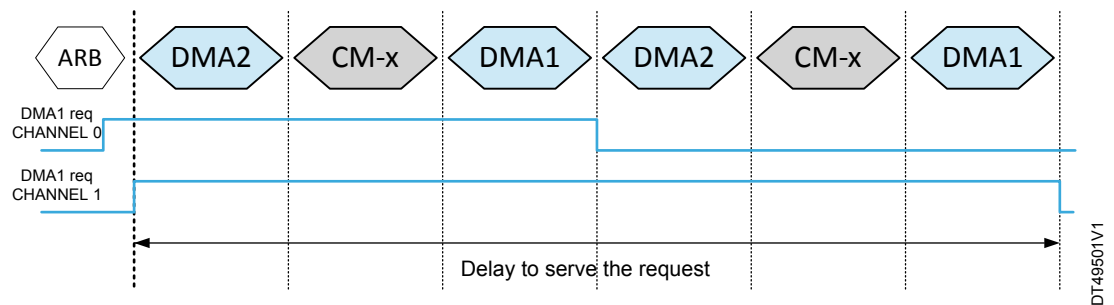 ARB DMA2 CM-x DMA1 DMA2 CM-x DMA1
DMA1 req
CHANNEL 0
DMA1 req
CHANNEL 1
Delay to serve the request
DT49501V1